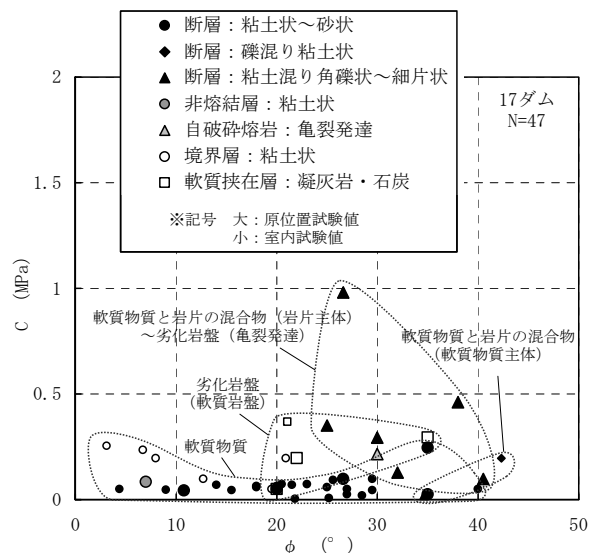 断層：粘土状～砂状
断層：礫混り粘土状
断層：粘土混り角礫状～細片状
非熔結層：粘土状
自破砕熔岩：亀裂発達
境界層：粘土状
軟質挟在層：凝灰岩・石炭
※記号　大：原位置試験値
小：室内試験値
17ダム
N=47
2
1.5
1
0.5
0
C （MPa）
軟質物質と岩片の混合物（岩片主体）
～劣化岩盤（亀裂発達）
軟質物質と岩片の混合物
（軟質物質主体）
劣化岩盤
（軟質岩盤）
軟質物質
0 10 20 30 40 50
φ （°）